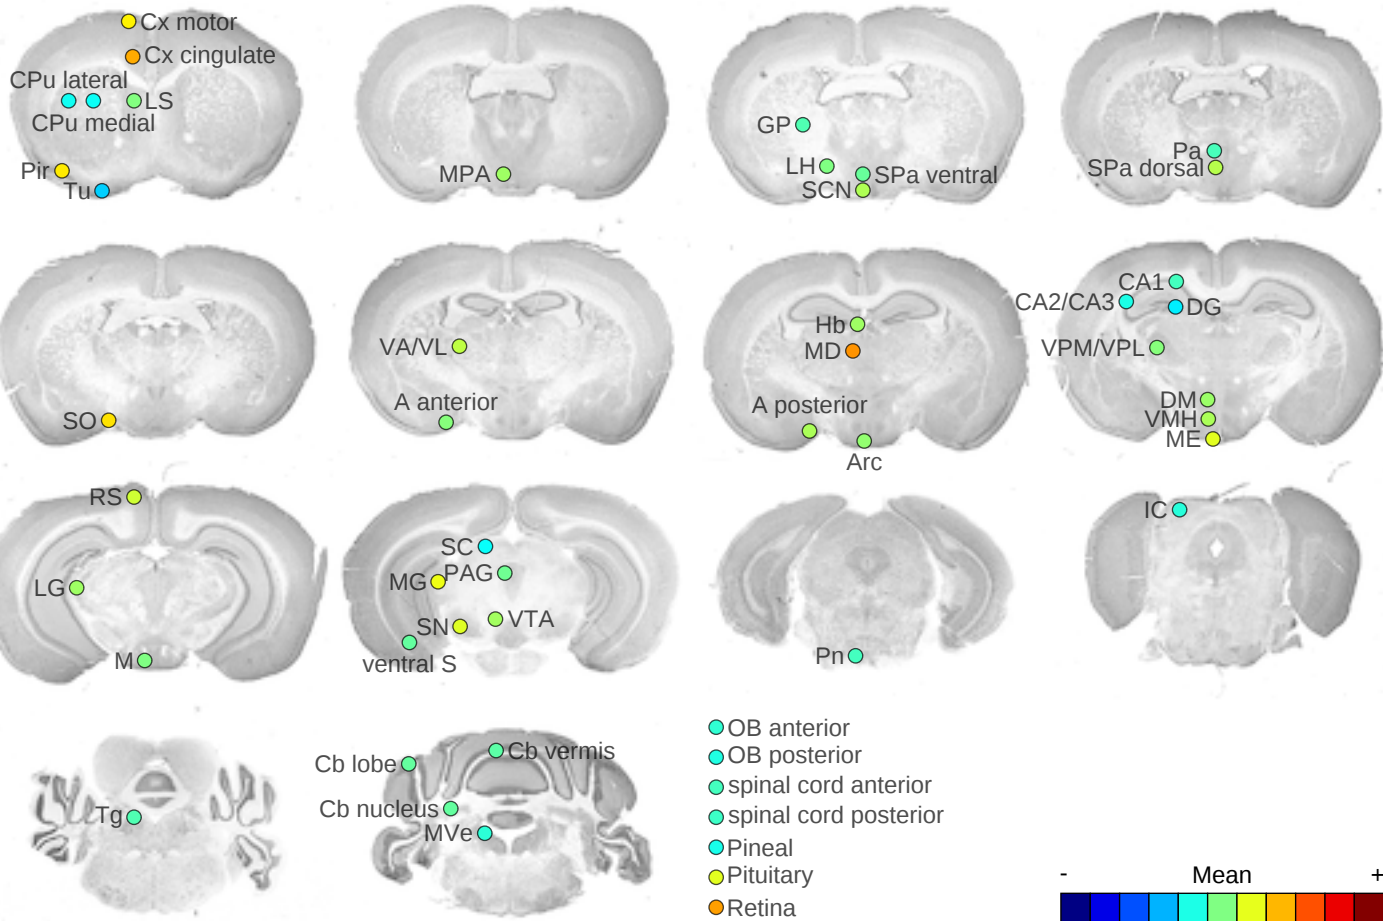 Cx motor
Cx cingulate
CPu lateral
LS
CPu medial
Pir
Tu
MPA
GP
LH
SPa ventral
SCN
Pa
SPa dorsal
SO
VA/VL
A anterior
Hb
MD
A posterior
Arc
CA1
CA2/CA3
DG
VPM/VPL
DM
VMH
ME
RS
LG
M
SC
PAG
MG
VTA
SN
ventral S
Pn
IC
Tg
Cb vermis
Cb lobe
Cb nucleus
MVe
OB anterior
OB posterior
spinal cord anterior
spinal cord posterior
Pineal
Pituitary
Retina
- Mean +